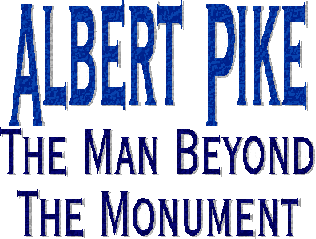 ALBERT PIKE
THE MAN BEYOND
THE MONUMENT